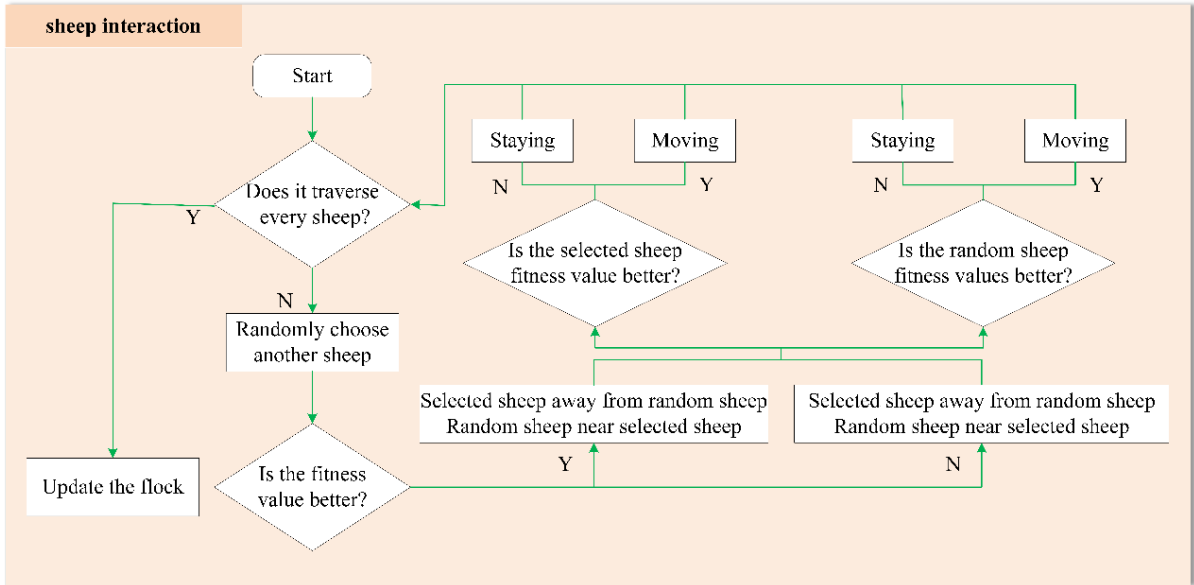 sheep interaction
Start
Does it traverse
every sheep?
Y
N
Randomly choose
another sheep
Is the fitness
value better?
Update the flock
Staying
Moving
N
Y
Is the selected sheep
fitness value better?
Staying
Moving
N
Y
Is the random sheep
fitness values better?
Selected sheep away from random sheep
Random sheep near selected sheep
Y
Selected sheep away from random sheep
Random sheep near selected sheep
N